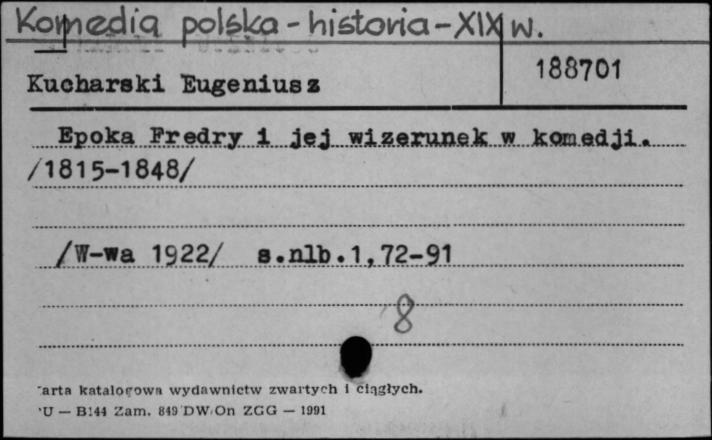 Komedia polska - historia - XIX w.
Kucharski Eugeniusz
188701
Epoka Fredry i jej wizerunek w komedji.
/1815-1848/
/W-wa 1922/ s.nlb.1,72-91
8
arta katalogowa wydawnictw zwartych i ciągłych.
U — B144 Zam. 849 DW/On ZGG — 1991